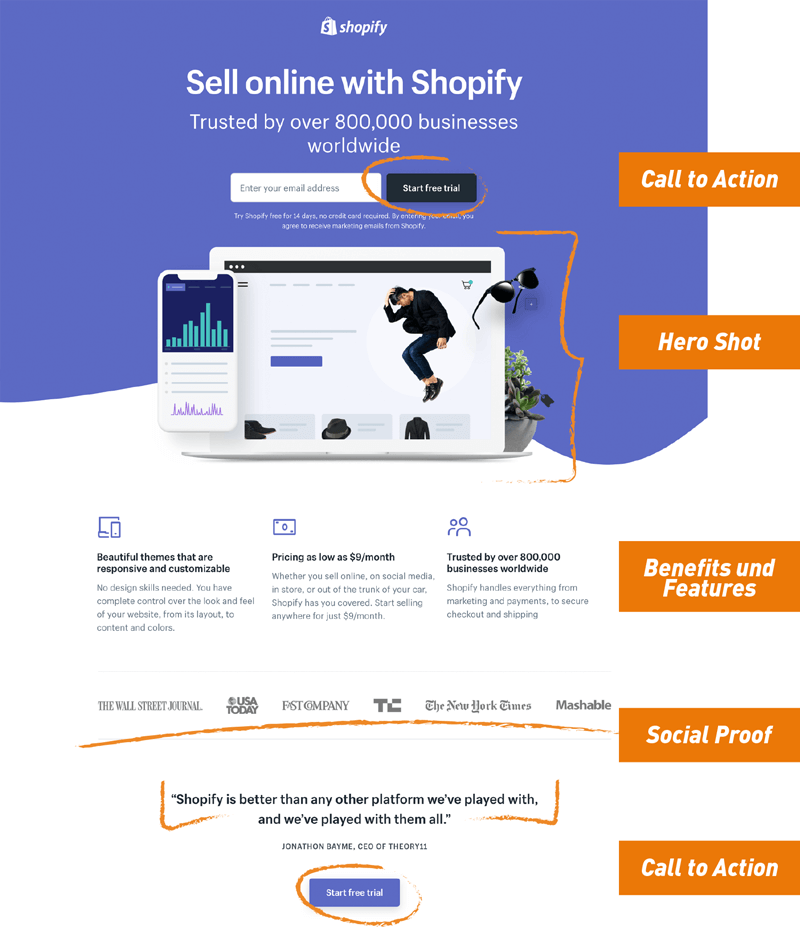 shopify
Sell online with Shopify
Trusted by over 800,000 businesses
worldwide
Enter your email address
Start free trial
Call to Action
Try Shopify free for 14 days, no credit card required. By entering your email, you
agree to receive marketing emails from Shopify.
Hero Shot
Beautiful themes that are
responsive and customizable
No design skills needed. You have
complete control over the look and feel
of your website, from its layout, to
content and colors.
Pricing as low as $9/month
Whether you sell online, on social media,
in store, or out of the trunk of your car,
Shopify has you covered. Start selling
anywhere for just $9/month.
Trusted by over 800,000
businesses worldwide
Shopify handles everything from
marketing and payments, to secure
checkout and shipping
Benefits und
Features
THE WALL STREET JOURNAL.
USA
TODAY
FAST COMPANY
TC
The New York Times
Mashable
Social Proof
“Shopify is better than any other platform we’ve played with,
and we’ve played with them all.”
JONATHON BAYME, CEO OF THEORY11
Start free trial
Call to Action